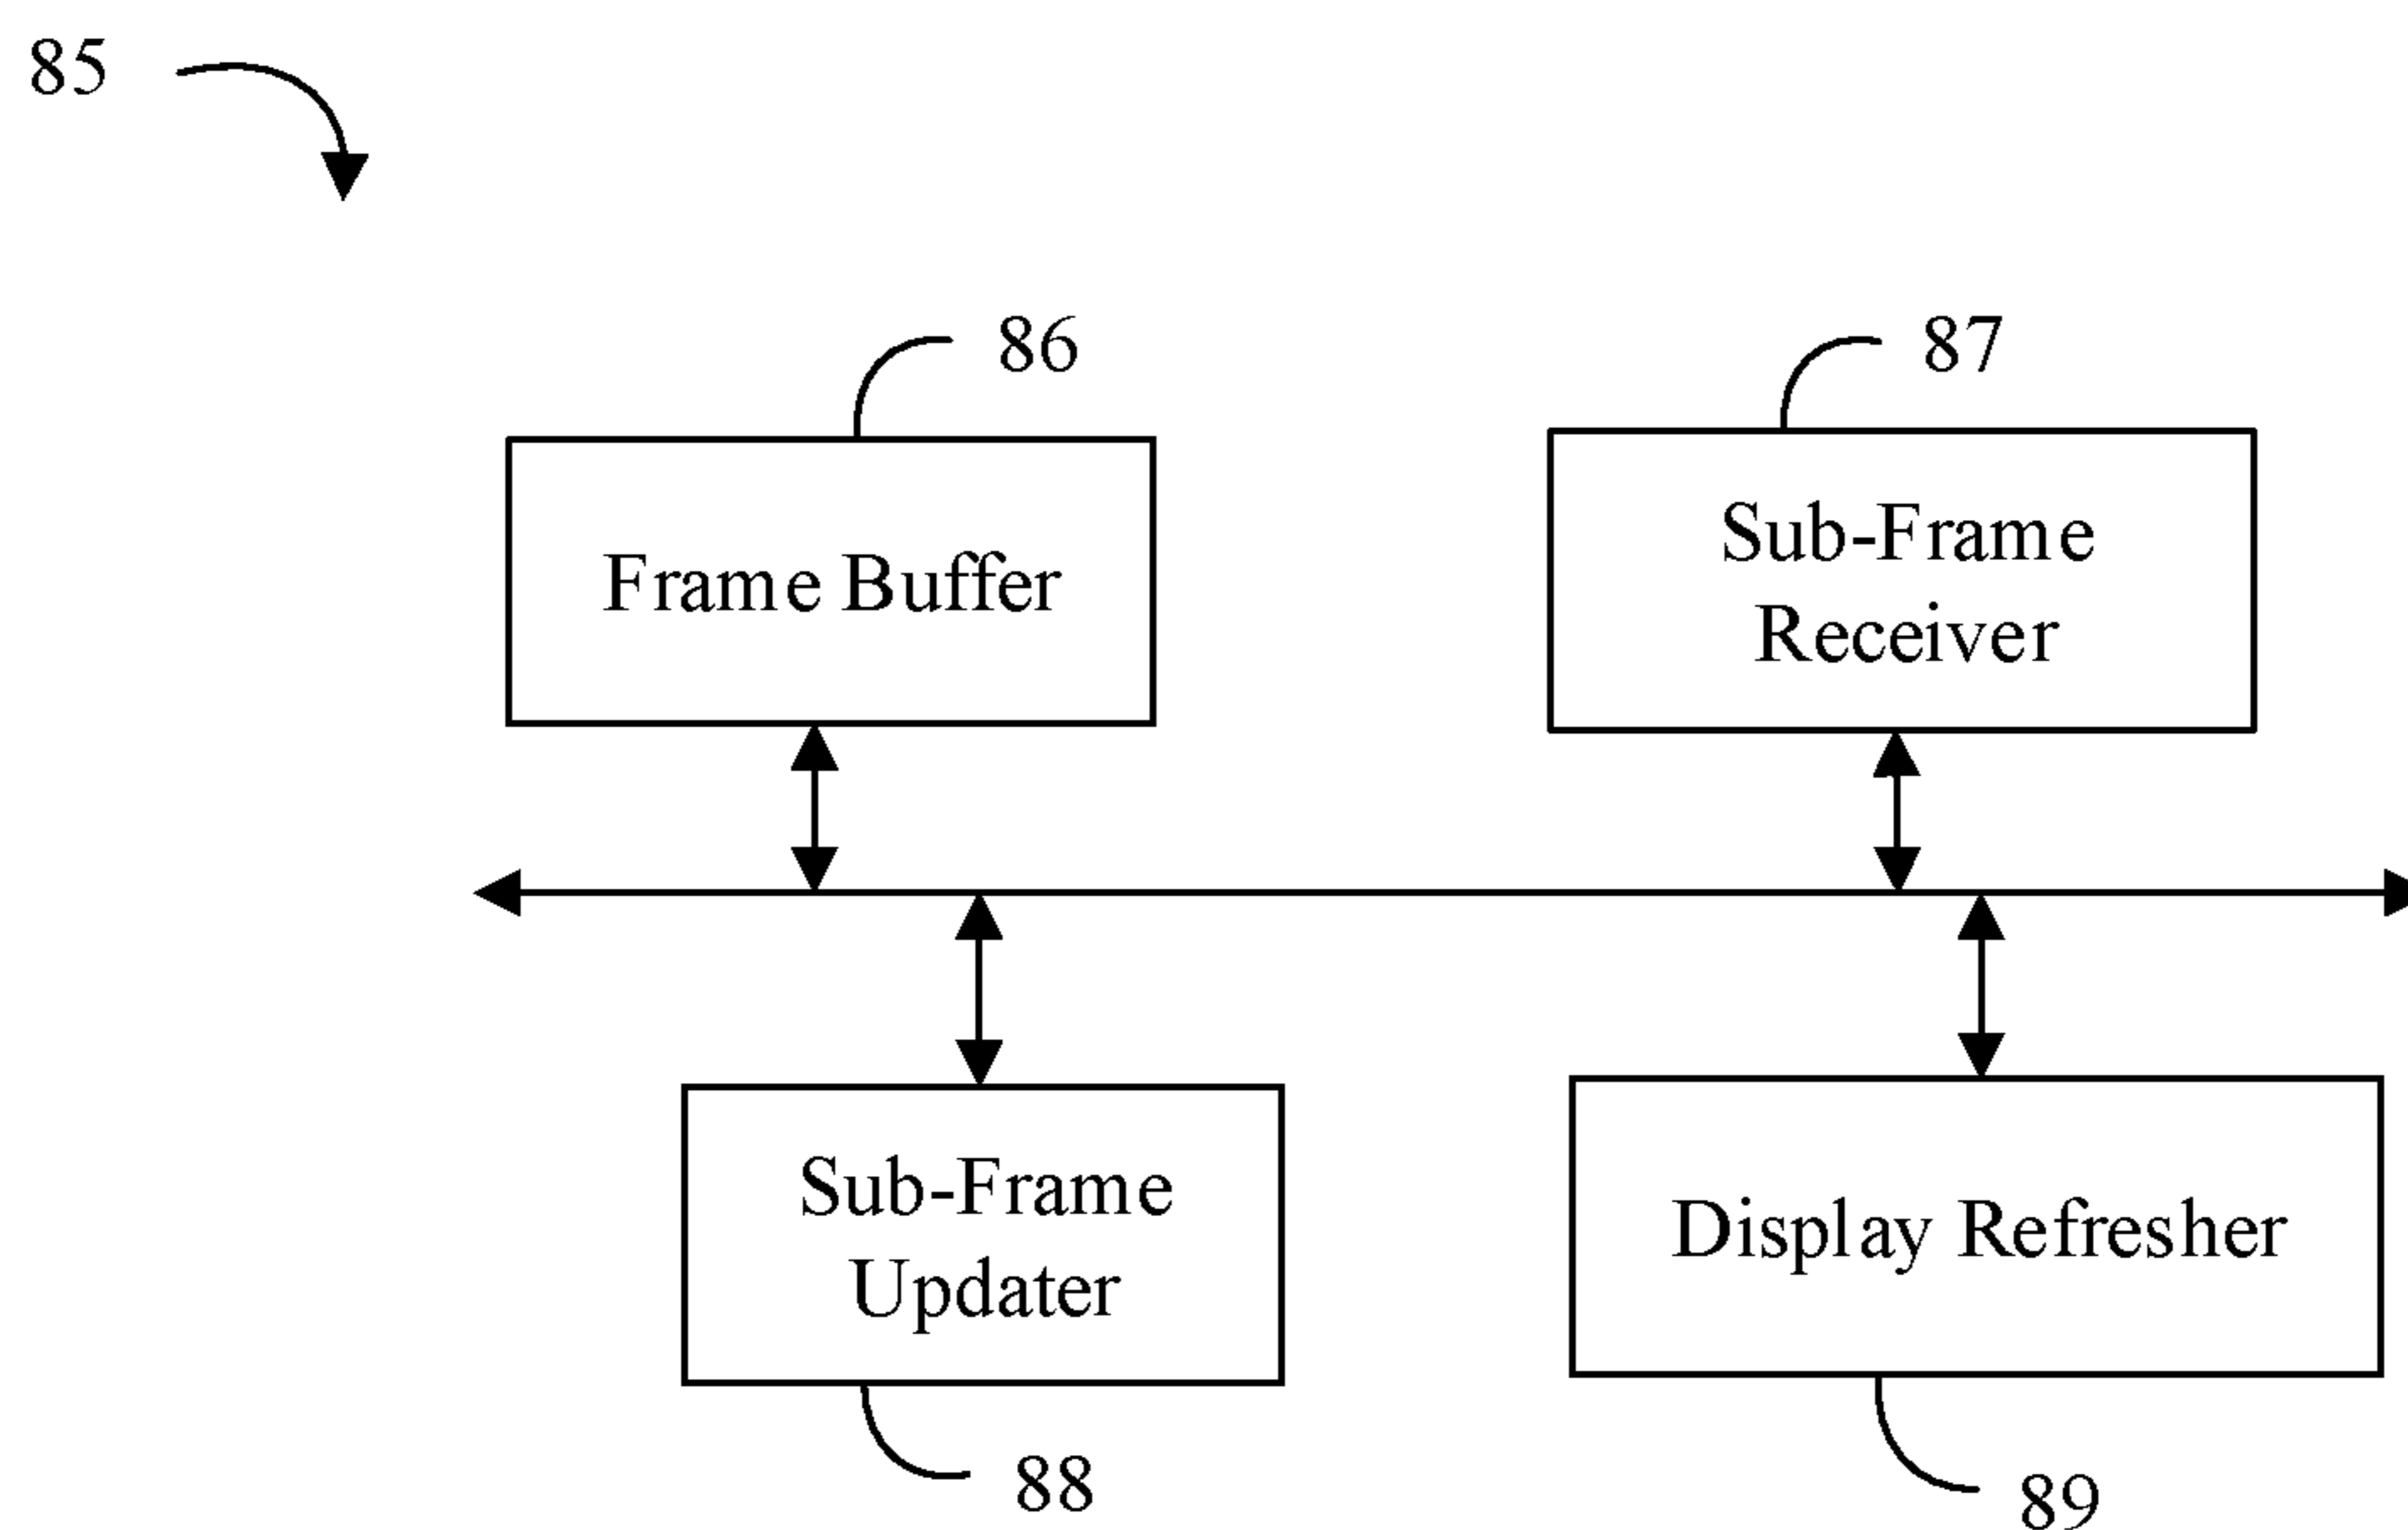 85
86
87
Frame Buffer
Sub-Frame
Receiver
Sub-Frame
Updater
Display Refresher
88
89